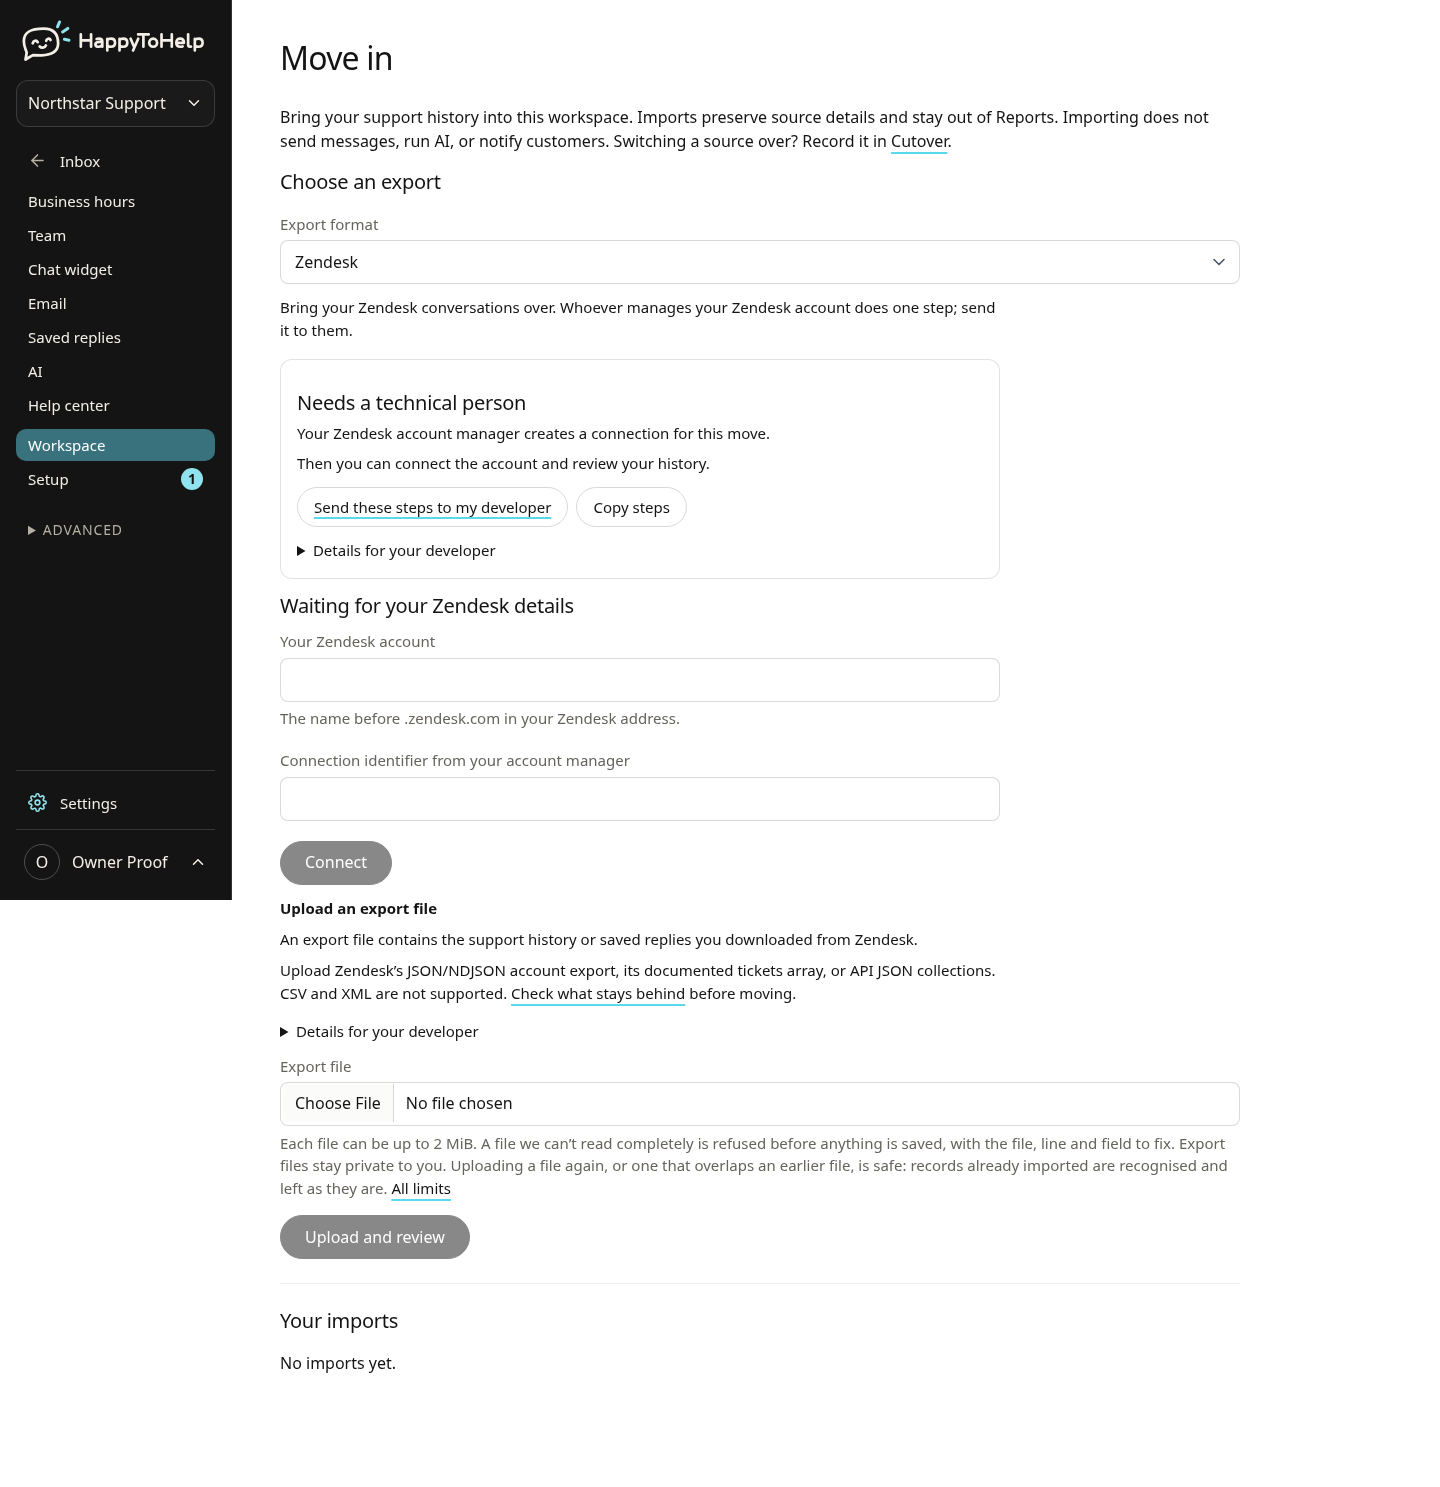 HappyToHelp
Northstar Support
Inbox
Business hours
Team
Chat widget
Email
Saved replies
AI
Help center
Workspace
Setup 1
ADVANCED
Settings
O Owner Proof
Move in
Bring your support history into this workspace. Imports preserve source details and stay out of Reports. Importing does not
send messages, run AI, or notify customers. Switching a source over? Record it in Cutover.
Choose an export
Export format
Zendesk
Bring your Zendesk conversations over. Whoever manages your Zendesk account does one step; send
it to them.
Needs a technical person
Your Zendesk account manager creates a connection for this move.
Then you can connect the account and review your history.
Send these steps to my developer Copy steps
Details for your developer
Waiting for your Zendesk details
Your Zendesk account
The name before .zendesk.com in your Zendesk address.
Connection identifier from your account manager
Connect
Upload an export file
An export file contains the support history or saved replies you downloaded from Zendesk.
Upload Zendesk’s JSON/NDJSON account export, its documented tickets array, or API JSON collections.
CSV and XML are not supported. Check what stays behind before moving.
Details for your developer
Export file
Choose File No file chosen
Each file can be up to 2 MiB. A file we can’t read completely is refused before anything is saved, with the file, line and field to fix. Export
files stay private to you. Uploading a file again, or one that overlaps an earlier file, is safe: records already imported are recognised and
left as they are. All limits
Upload and review
Your imports
No imports yet.